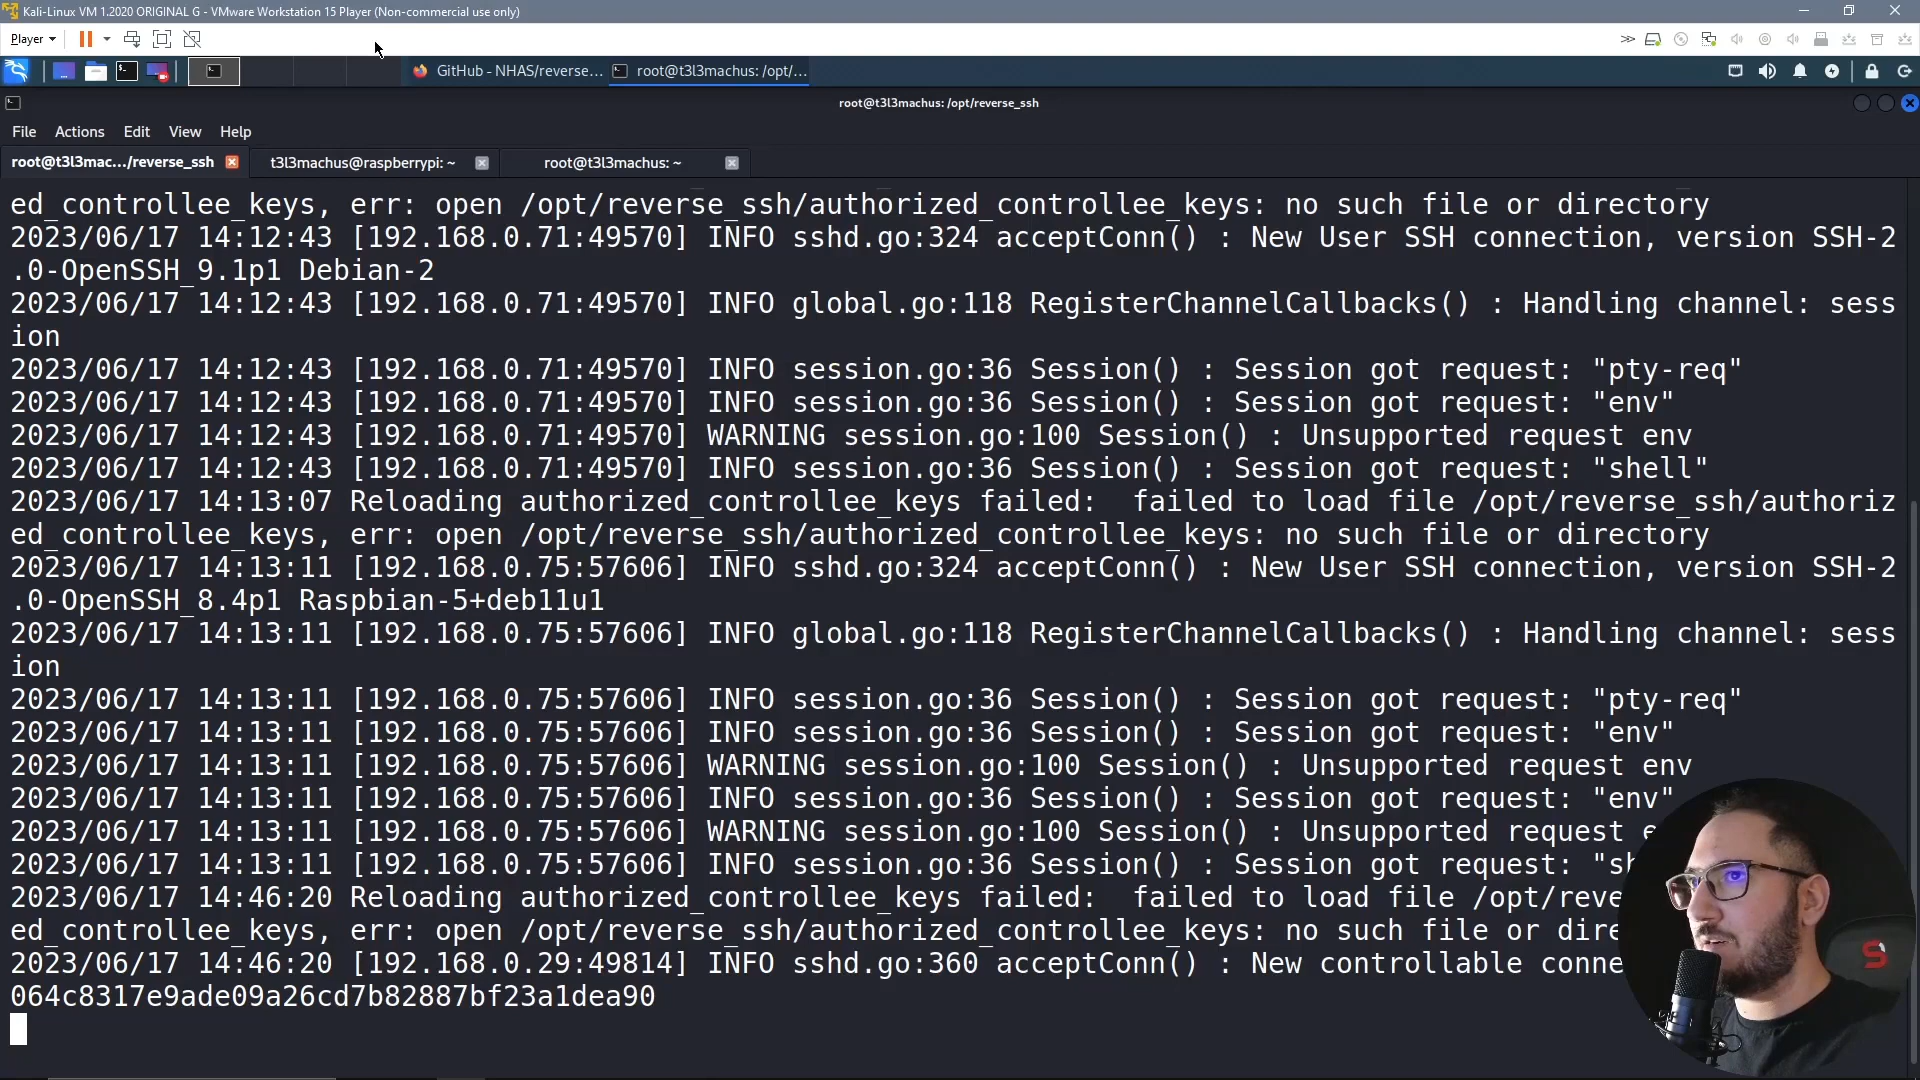 Kali-Linux VM 1.2020 ORIGINAL G - VMware Workstation 15 Player (Non-commercial use only)
Player
GitHub - NHAS/reverse...
root@t3l3machus: /opt/...
root@t3l3machus: /opt/reverse_ssh
File Actions Edit View Help
root@t3l3mac.../reverse_ssh
t3l3machus@raspberrypi: ~
root@t3l3machus: ~
ed_controllee_keys, err: open /opt/reverse_ssh/authorized_controllee_keys: no such file or directory
2023/06/17 14:12:43 [192.168.0.71:49570] INFO sshd.go:324 acceptConn() : New User SSH connection, version SSH-2
.0-OpenSSH_9.1p1 Debian-2
2023/06/17 14:12:43 [192.168.0.71:49570] INFO global.go:118 RegisterChannelCallbacks() : Handling channel: sess
ion
2023/06/17 14:12:43 [192.168.0.71:49570] INFO session.go:36 Session() : Session got request: "pty-req"
2023/06/17 14:12:43 [192.168.0.71:49570] INFO session.go:36 Session() : Session got request: "env"
2023/06/17 14:12:43 [192.168.0.71:49570] WARNING session.go:100 Session() : Unsupported request env
2023/06/17 14:12:43 [192.168.0.71:49570] INFO session.go:36 Session() : Session got request: "shell"
2023/06/17 14:13:07 Reloading authorized_controllee_keys failed:  failed to load file /opt/reverse_ssh/authoriz
ed_controllee_keys, err: open /opt/reverse_ssh/authorized_controllee_keys: no such file or directory
2023/06/17 14:13:11 [192.168.0.75:57606] INFO sshd.go:324 acceptConn() : New User SSH connection, version SSH-2
.0-OpenSSH_8.4p1 Raspbian-5+deb11u1
2023/06/17 14:13:11 [192.168.0.75:57606] INFO global.go:118 RegisterChannelCallbacks() : Handling channel: sess
ion
2023/06/17 14:13:11 [192.168.0.75:57606] INFO session.go:36 Session() : Session got request: "pty-req"
2023/06/17 14:13:11 [192.168.0.75:57606] INFO session.go:36 Session() : Session got request: "env"
2023/06/17 14:13:11 [192.168.0.75:57606] WARNING session.go:100 Session() : Unsupported request env
2023/06/17 14:13:11 [192.168.0.75:57606] INFO session.go:36 Session() : Session got request: "env"
2023/06/17 14:13:11 [192.168.0.75:57606] WARNING session.go:100 Session() : Unsupported request
2023/06/17 14:13:11 [192.168.0.75:57606] INFO session.go:36 Session() : Session got request:
2023/06/17 14:46:20 Reloading authorized_controllee_keys failed:  failed to load file /opt/reve
ed_controllee_keys, err: open /opt/reverse_ssh/authorized_controllee_keys: no such file or dire
2023/06/17 14:46:20 [192.168.0.29:49814] INFO sshd.go:360 acceptConn() : New controllable conne
064c8317e9ade09a26cd7b82887bf23a1dea90